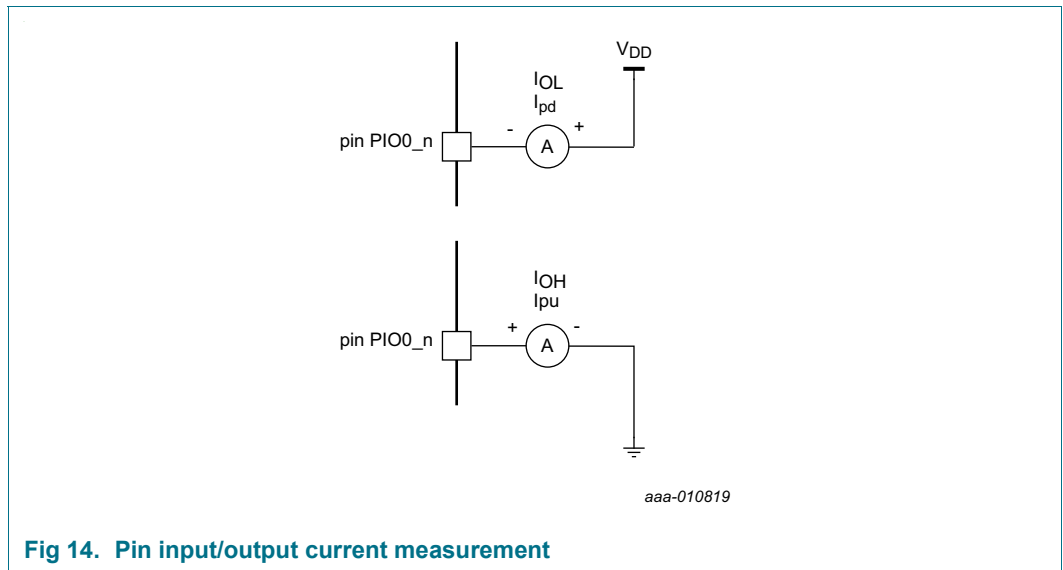 VDD
IOL
Ipd
pin PIO0_n
-
A
+
IOH
Ipu
pin PIO0_n
+
A
-
aaa-010819
Fig 14. Pin input/output current measurement